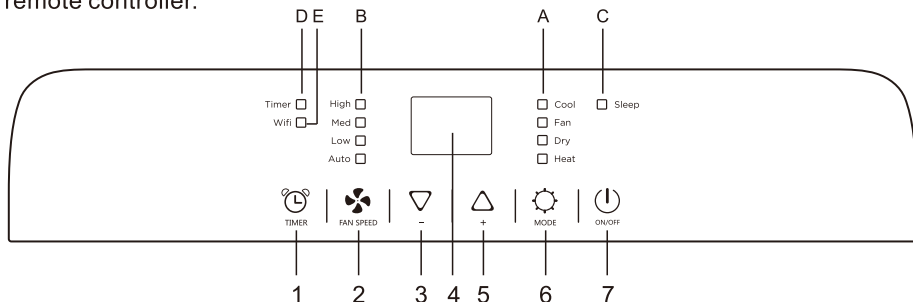 remote controller.
D E B A C
Timer High Cool Sleep
Wifi Med Fan
Low Dry
Auto Heat
TIMER FAN SPEED - + MODE ON/OFF
1 2 3 4 5 6 7